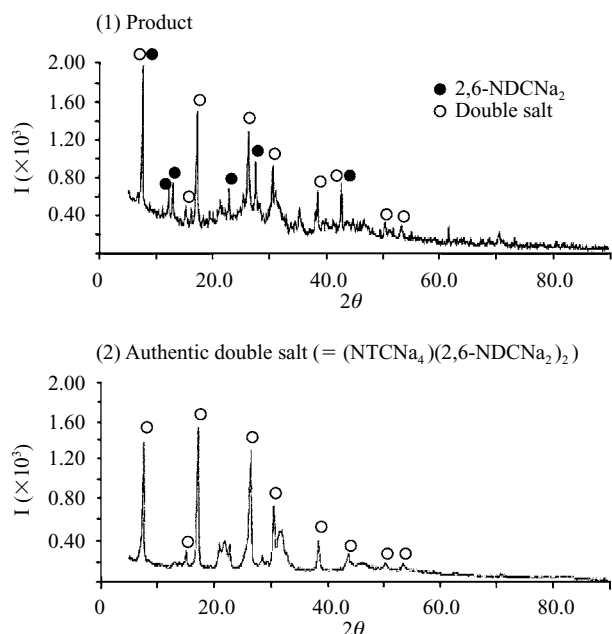 (1) Product
2.00
1.60
1.20
0.80
0.40
I (×10³)
● 2,6-NDCNa₂
○ Double salt
0 20.0 40.0 60.0 80.0
2θ
(2) Authentic double salt (= (NTCNa₄)(2,6-NDCNa₂)₂)
2.00
1.60
1.20
0.80
0.40
I (×10³)
0 20.0 40.0 60.0 80.0
2θ